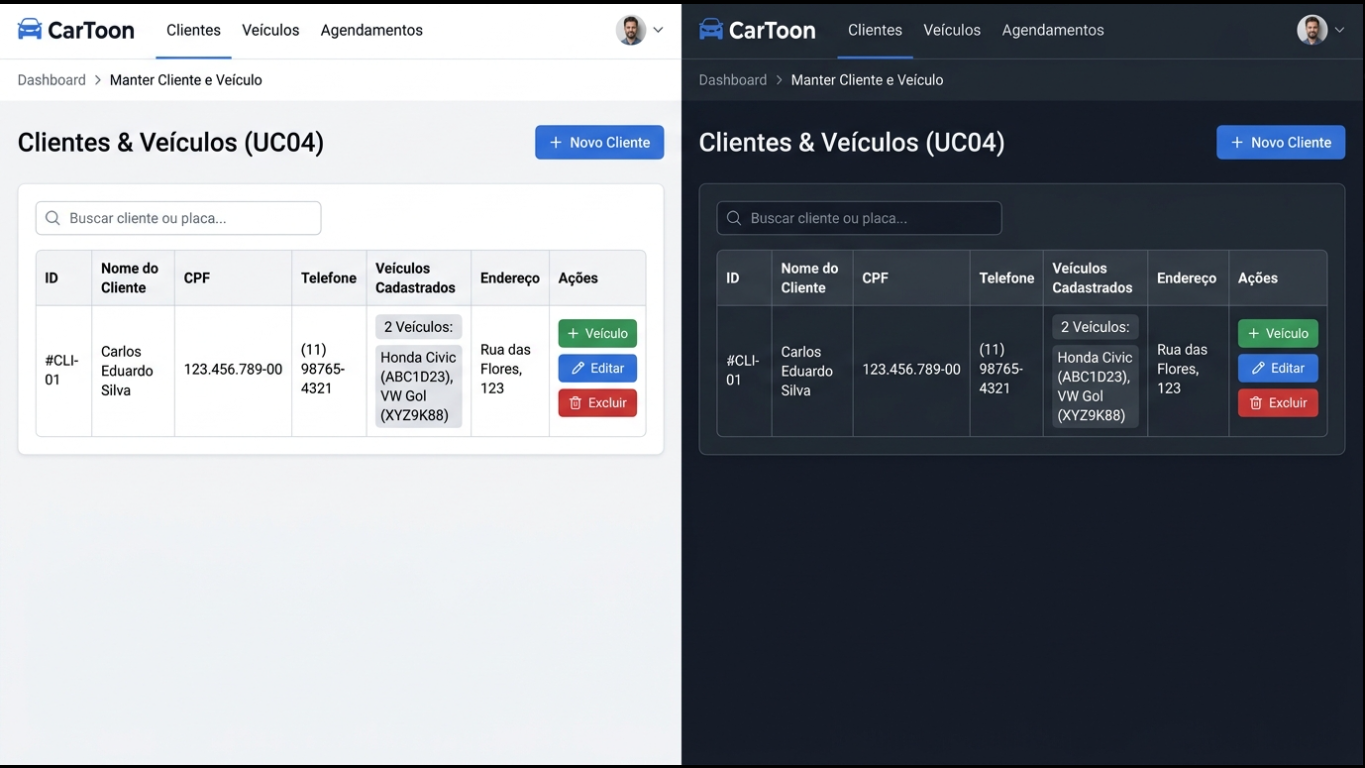 CarToon Clientes Veículos Agendamentos
Dashboard > Manter Cliente e Veículo
Clientes & Veículos (UC04)
+ Novo Cliente
Buscar cliente ou placa...
ID
Nome do
Cliente
CPF
Telefone
Veículos
Cadastrados
Endereço
Ações
#CLI-
01
Carlos
Eduardo
Silva
123.456.789-00
(11)
98765-
4321
2 Veículos:
Honda Civic
(ABC1D23),
VW Gol
(XYZ9K88)
Rua das
Flores,
123
+ Veículo
Editar
Excluir
CarToon Clientes Veículos Agendamentos
Dashboard > Manter Cliente e Veículo
Clientes & Veículos (UC04)
+ Novo Cliente
Buscar cliente ou placa...
ID
Nome do
Cliente
CPF
Telefone
Veículos
Cadastrados
Endereço
Ações
#CLI-
01
Carlos
Eduardo
Silva
123.456.789-00
(11)
98765-
4321
2 Veículos:
Honda Civic
(ABC1D23),
VW Gol
(XYZ9K88)
Rua das
Flores,
123
+ Veículo
Editar
Excluir